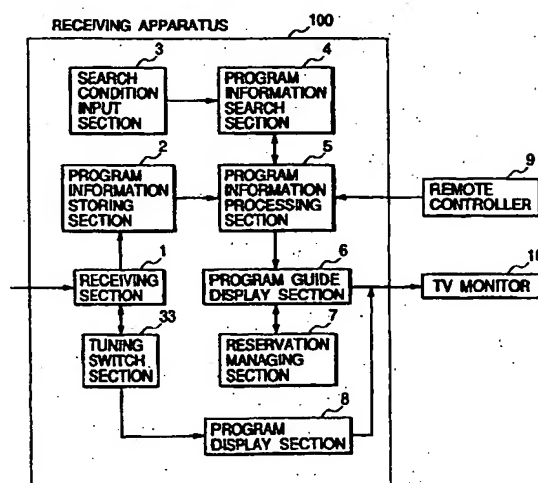 RECEIVING APPARATUS
100
3
4
SEARCH
CONDITION
INPUT
SECTION
PROGRAM
INFORMATION
SEARCH
SECTION
2
5
PROGRAM
INFORMATION
STORING
SECTION
PROGRAM
INFORMATION
PROCESSING
SECTION
9
REMOTE
CONTROLLER
1
6
RECEIVING
SECTION
PROGRAM GUIDE
DISPLAY SECTION
10
TV MONITOR
33
7
TUNING
SWITCH
SECTION
RESERVATION
MANAGING
SECTION
8
PROGRAM
DISPLAY SECTION